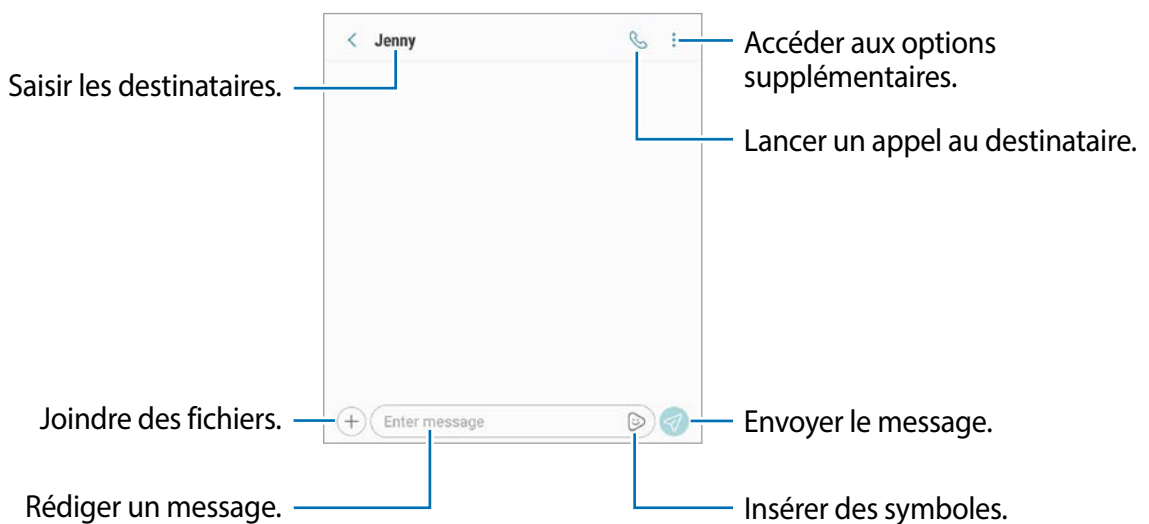 Jenny
Accéder aux options
supplémentaires.
Saisir les destinataires.
Lancer un appel au destinataire.
Joindre des fichiers.
Enter message
Envoyer le message.
Rédiger un message.
Insérer des symboles.